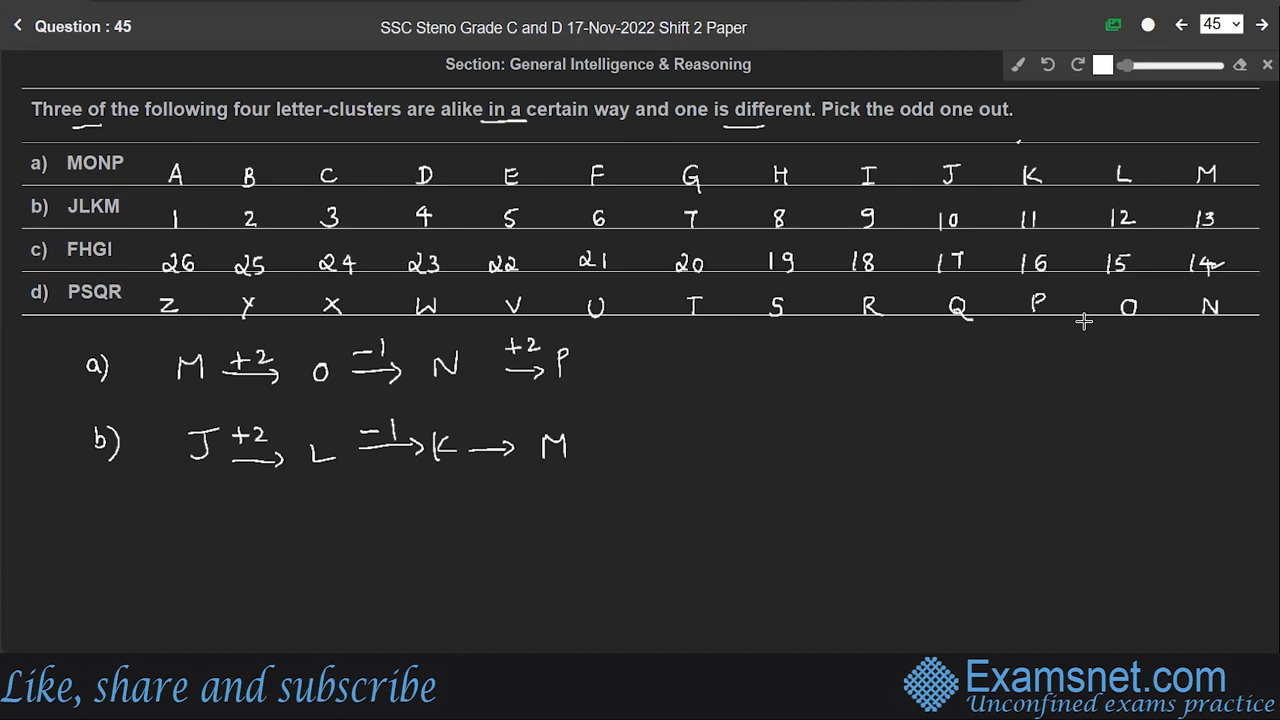 Question : 45
SSC Steno Grade C and D 17-Nov-2022 Shift 2 Paper
45
Section: General Intelligence & Reasoning
Three of the following four letter-clusters are alike in a certain way and one is different. Pick the odd one out.
a) MONP A B C D E F G H I J K L M
b) JLKM 1 2 3 4 5 6 7 8 9 10 11 12 13
c) FHGI 26 25 24 23 22 21 20 19 18 17 16 15 14
d) PSQR Z Y X W V U T S R Q P O N
a) M +2→ O -1→ N +2→ P
b) J +2→ L -1→ K → M
Like, share and subscribe
Examsnet.com
Unconfined exams practice